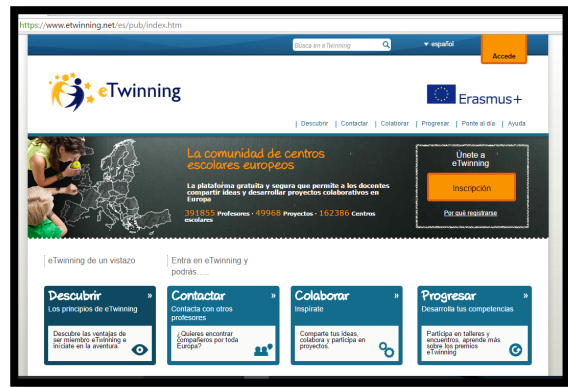 https://www.etwinning.net/es/pub/index.htm
Busca en eTwinning
español
Accede
eTwinning
Erasmus+
| Descubrir | Contactar | Colaborar | Progresar | Ponte al día | Ayuda
La comunidad de centros
escolares europeos
La plataforma gratuita y segura que permite a los docentes
compartir ideas y desarrollar proyectos colaborativos en
Europa
391855 Profesores · 49968 Proyectos · 162386 Centros
escolares
Únete a
eTwinning
Inscripción
Por qué registrarse
eTwinning de un vistazo
Entra en eTwinning y
podrás.....
Descubrir »
Los principios de eTwinning
Descubre las ventajas de
ser miembro eTwinning e
iníciate en la aventura.
Contactar »
Contacta con otros
profesores
¿Quieres encontrar
compañeros por toda
Europa?
Colaborar »
Inspírate
Comparte tus ideas,
colabora y participa en
proyectos.
Progresar »
Desarrolla tus competencias
Participa en talleres y
encuentros, aprende más
sobre los premios
eTwinning